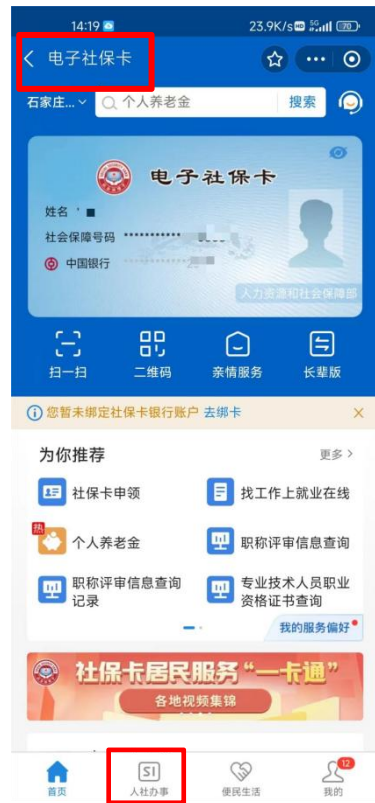 14:19
23.9K/s HD 5G 70
电子社保卡
石家庄...
个人养老金
搜索
电子社保卡
姓名
社会保障号码 ***********
中国银行
人力资源和社会保障部
扫一扫
二维码
亲情服务
长辈版
您暂未绑定社保卡银行账户 去绑卡
为你推荐
更多
社保卡申领
找工作上就业在线
热
个人养老金
职称评审信息查询
职称评审信息查询
记录
专业技术人员职业
资格证书查询
我的服务偏好
社保卡居民服务“一卡通”
各地视频集锦
首页
SI
人社办事
便民生活
12
我的